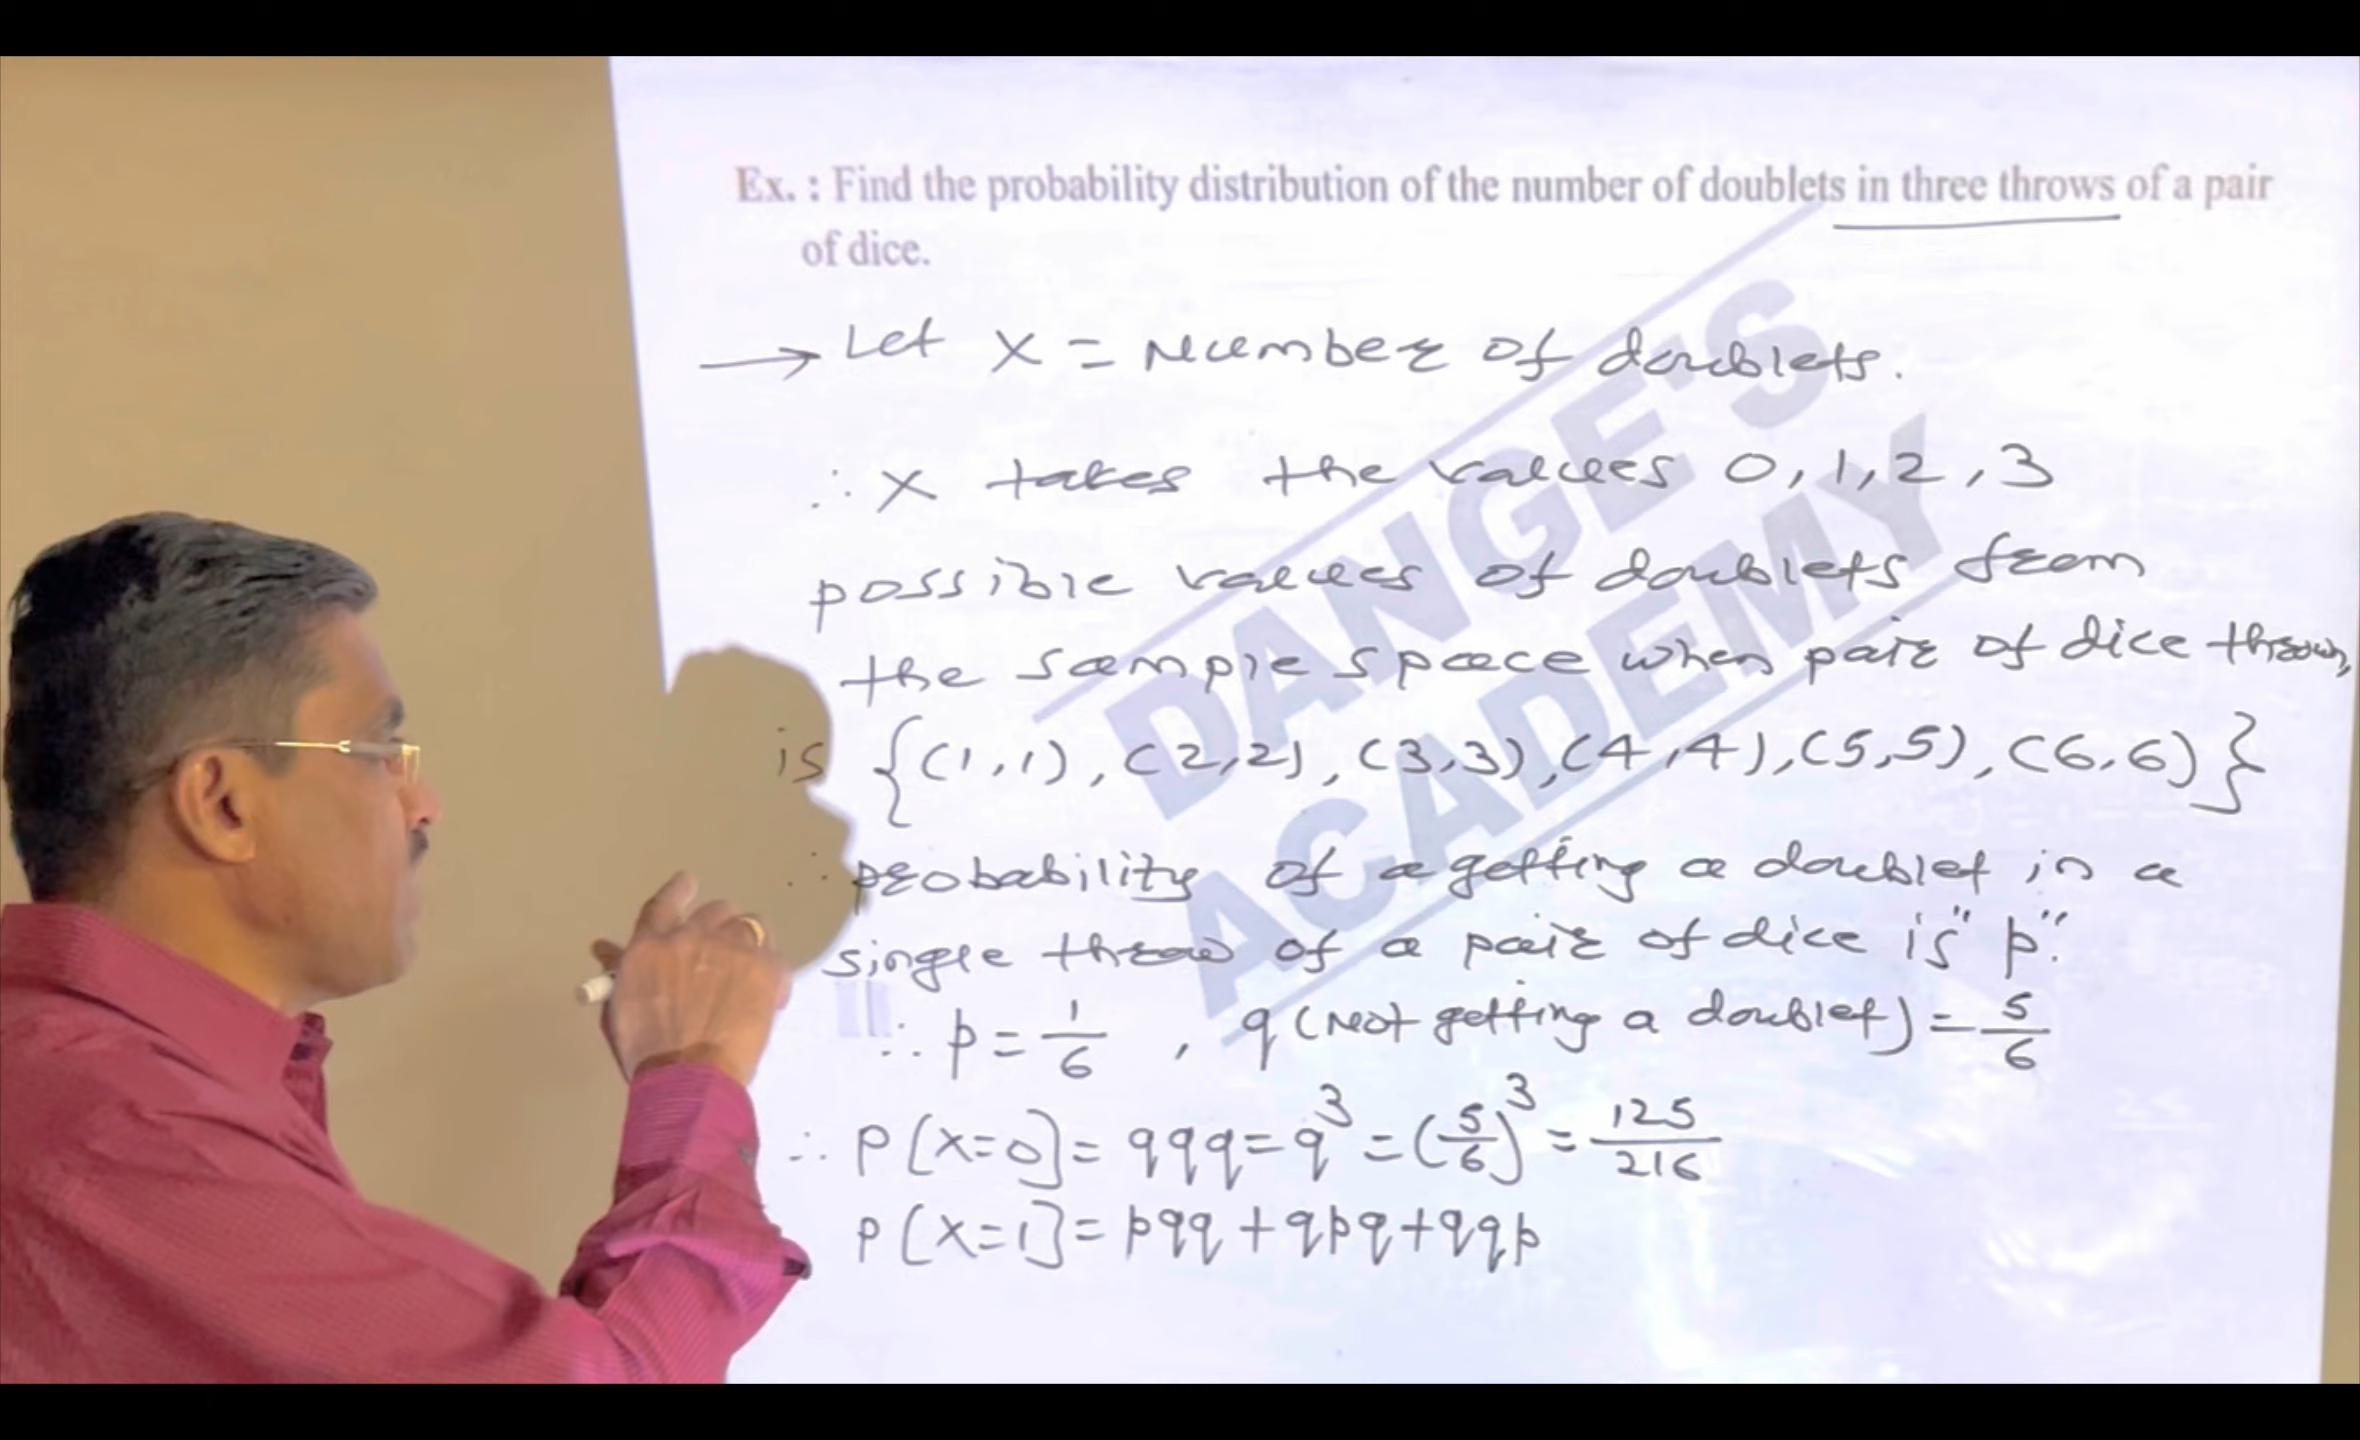 Ex. : Find the probability distribution of the number of doublets in three throws of a pair
of dice.
→ Let X = Number of doublets.
∴ X takes the values 0, 1, 2, 3
possible values of doublets from
the sample space when pair of dice thrown,
is {(1,1), (2,2), (3,3), (4,4), (5,5), (6,6)}
∴ probability of a getting a doublet in a
single throw of a pair of dice is "p".
∴ p = 1/6 , q (not getting a doublet) = 5/6
∴ P[X=0] = qqq = q³ = (5/6)³ = 125/216
P[X=1] = pqq + qpq + qqp
DANGE'S
ACADEMY